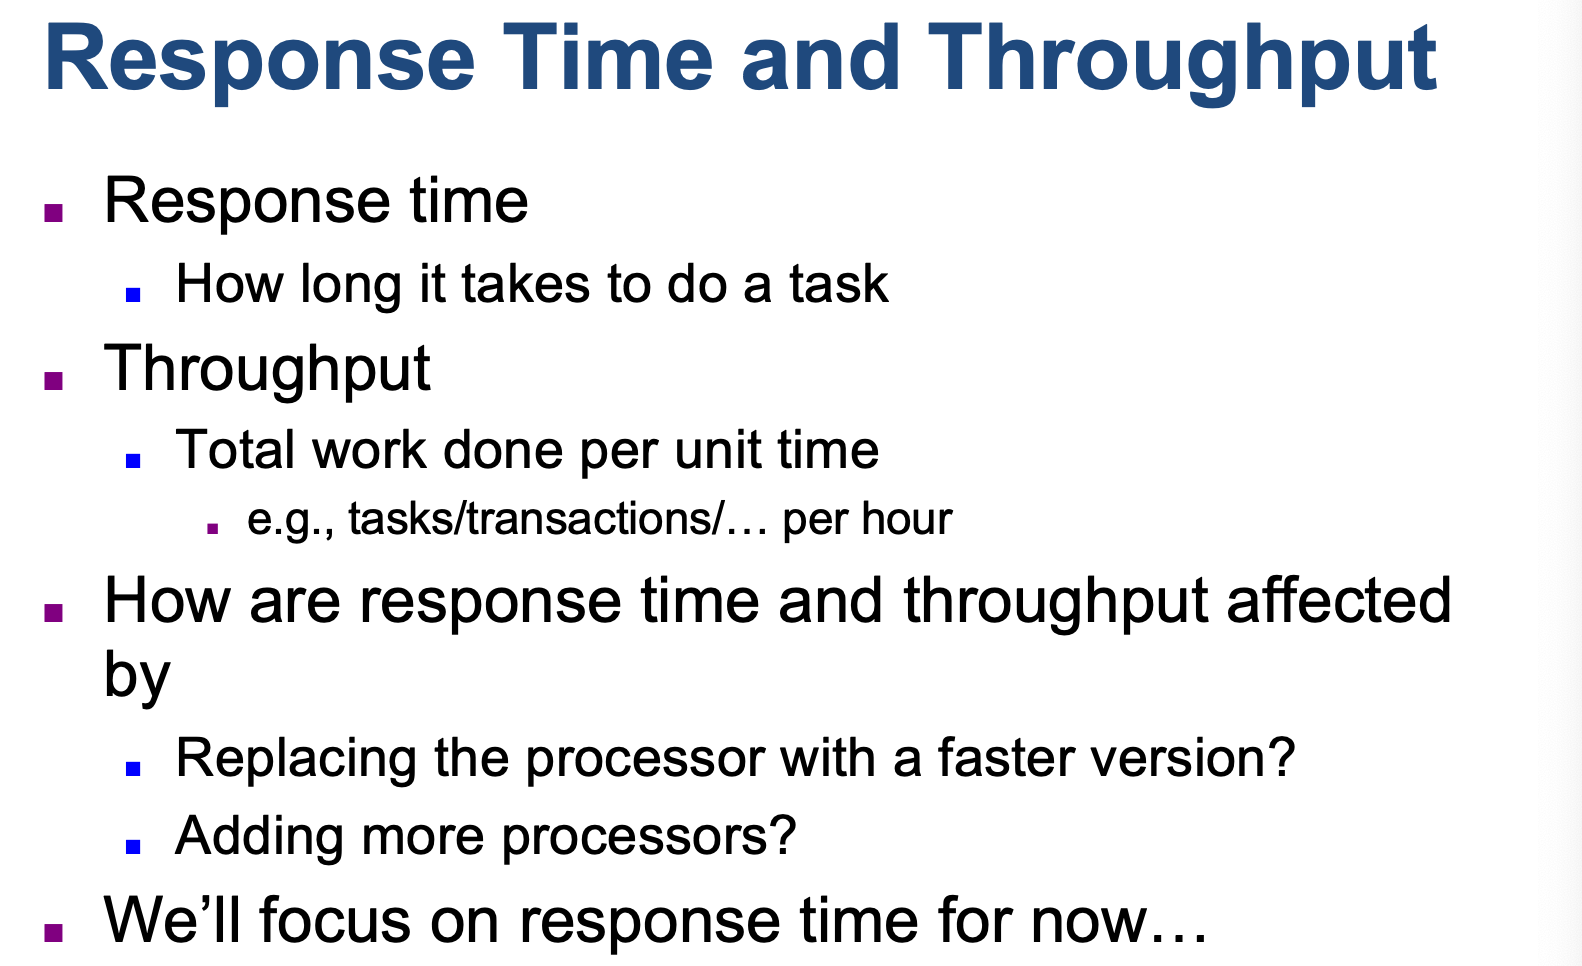 Response Time and Throughput
Response time
How long it takes to do a task
Throughput
Total work done per unit time
e.g., tasks/transactions/… per hour
How are response time and throughput affected
by
Replacing the processor with a faster version?
Adding more processors?
We’ll focus on response time for now…